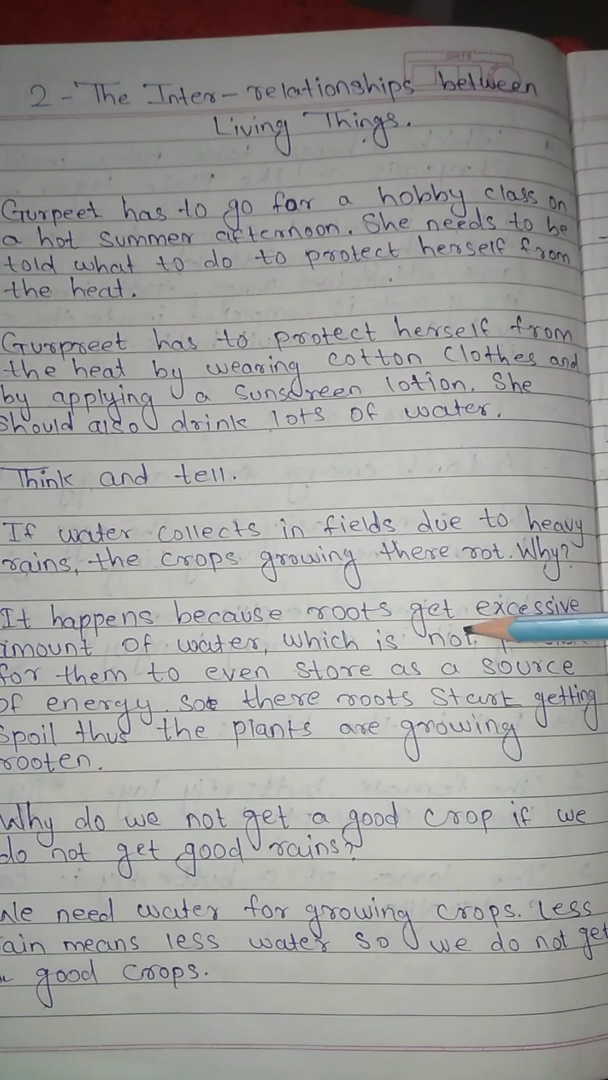 2 - The Inter - relationships between
Living Things.
Gurpeet has to go for a hobby class on
a hot summer afternoon. She needs to be
told what to do to protect herself from
the heat.
Gurpreet has to protect herself from
the heat by wearing cotton clothes and
by applying a sunscreen lotion. She
should also drink lots of water.
Think and tell.
If water collects in fields due to heavy
rains, the crops growing there rot. Why?
It happens because roots get excessive
amount of water, which is not
for them to even store as a source
of energy. so there roots start getting
spoil thus the plants are growing
rooten.
Why do we not get a good crop if we
do not get good rains?
We need water for growing crops. Less
rain means less water so we do not get
good crops.